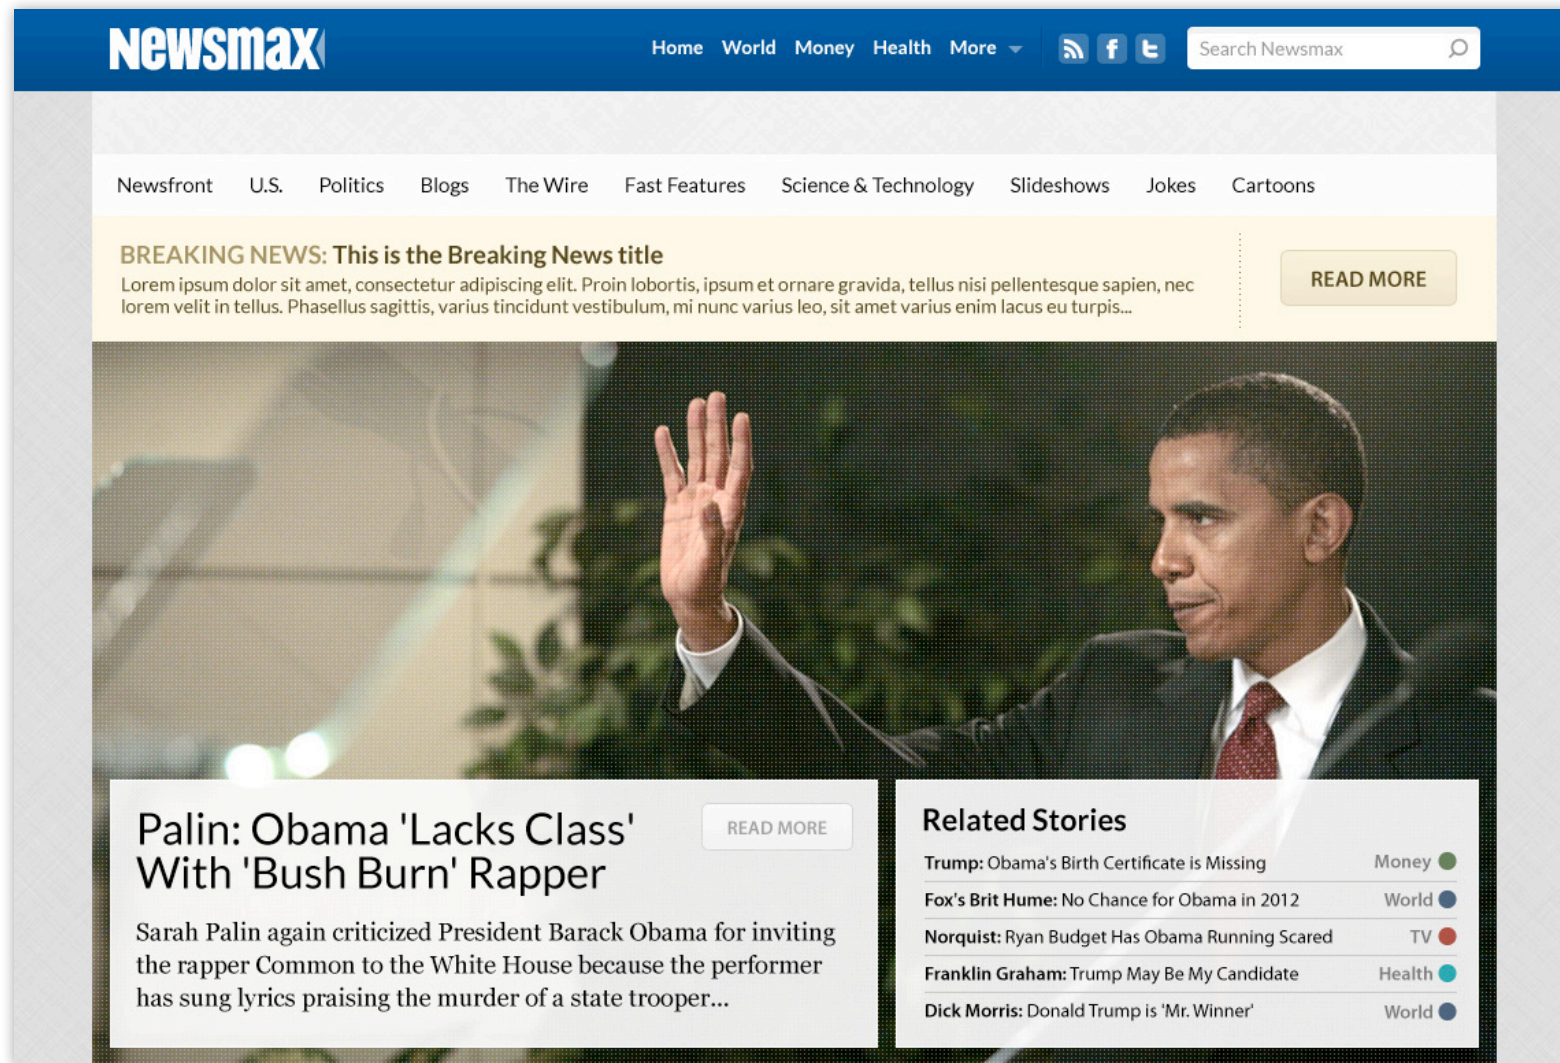 Newsmax
Home World Money Health More
Search Newsmax
Newsfront U.S. Politics Blogs The Wire Fast Features Science & Technology Slideshows Jokes Cartoons
BREAKING NEWS: This is the Breaking News title
Lorem ipsum dolor sit amet, consectetur adipiscing elit. Proin lobortis, ipsum et ornare gravida, tellus nisi pellentesque sapien, nec
lorem velit in tellus. Phasellus sagittis, varius tincidunt vestibulum, mi nunc varius leo, sit amet varius enim lacus eu turpis...
READ MORE
Palin: Obama 'Lacks Class'
With 'Bush Burn' Rapper
READ MORE
Sarah Palin again criticized President Barack Obama for inviting
the rapper Common to the White House because the performer
has sung lyrics praising the murder of a state trooper...
Related Stories
Trump: Obama's Birth Certificate is Missing Money
Fox's Brit Hume: No Chance for Obama in 2012 World
Norquist: Ryan Budget Has Obama Running Scared TV
Franklin Graham: Trump May Be My Candidate Health
Dick Morris: Donald Trump is 'Mr. Winner' World